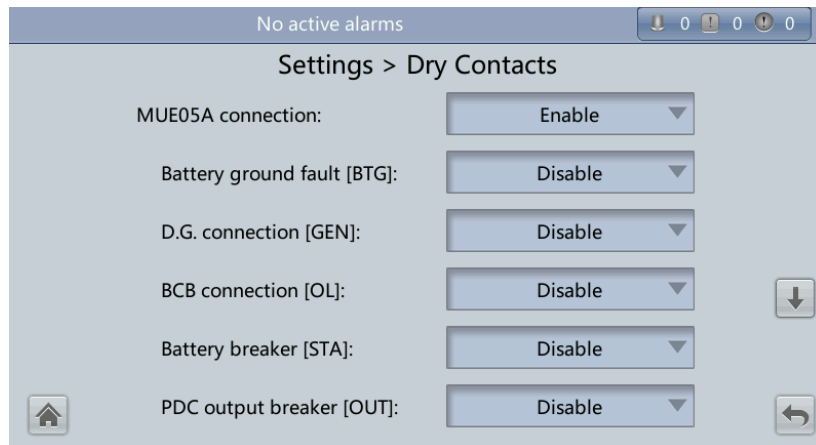 No active alarms
0 0 0
Settings > Dry Contacts
MUE05A connection: Enable
Battery ground fault [BTG]: Disable
D.G. connection [GEN]: Disable
BCB connection [OL]: Disable
Battery breaker [STA]: Disable
PDC output breaker [OUT]: Disable